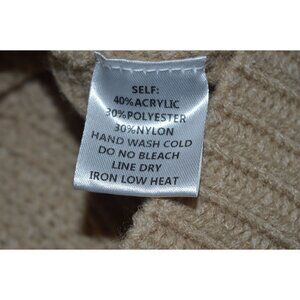 SELF:
40%ACRYLIC
30%POLYESTER
30%NYLON
HAND WASH COLD
DO NO BLEACH
LINE DRY
IRON LOW HEAT